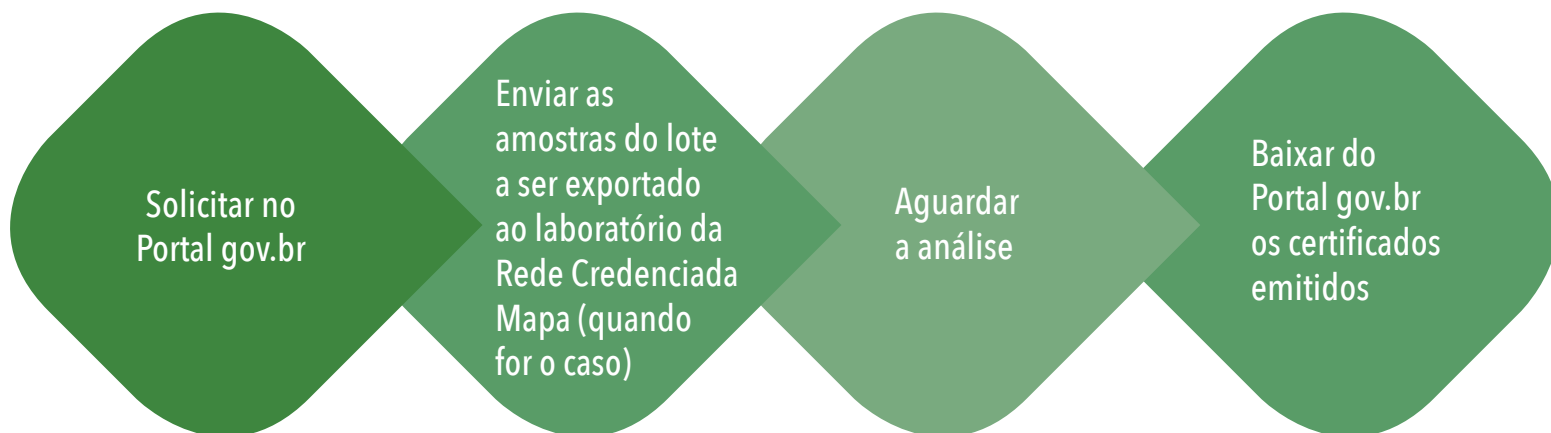 Solicitar no
Portal gov.br
Enviar as
amostras do lote
a ser exportado
ao laboratório da
Rede Credenciada
Mapa (quando
for o caso)
Aguardar
a análise
Baixar do
Portal gov.br
os certificados
emitidos